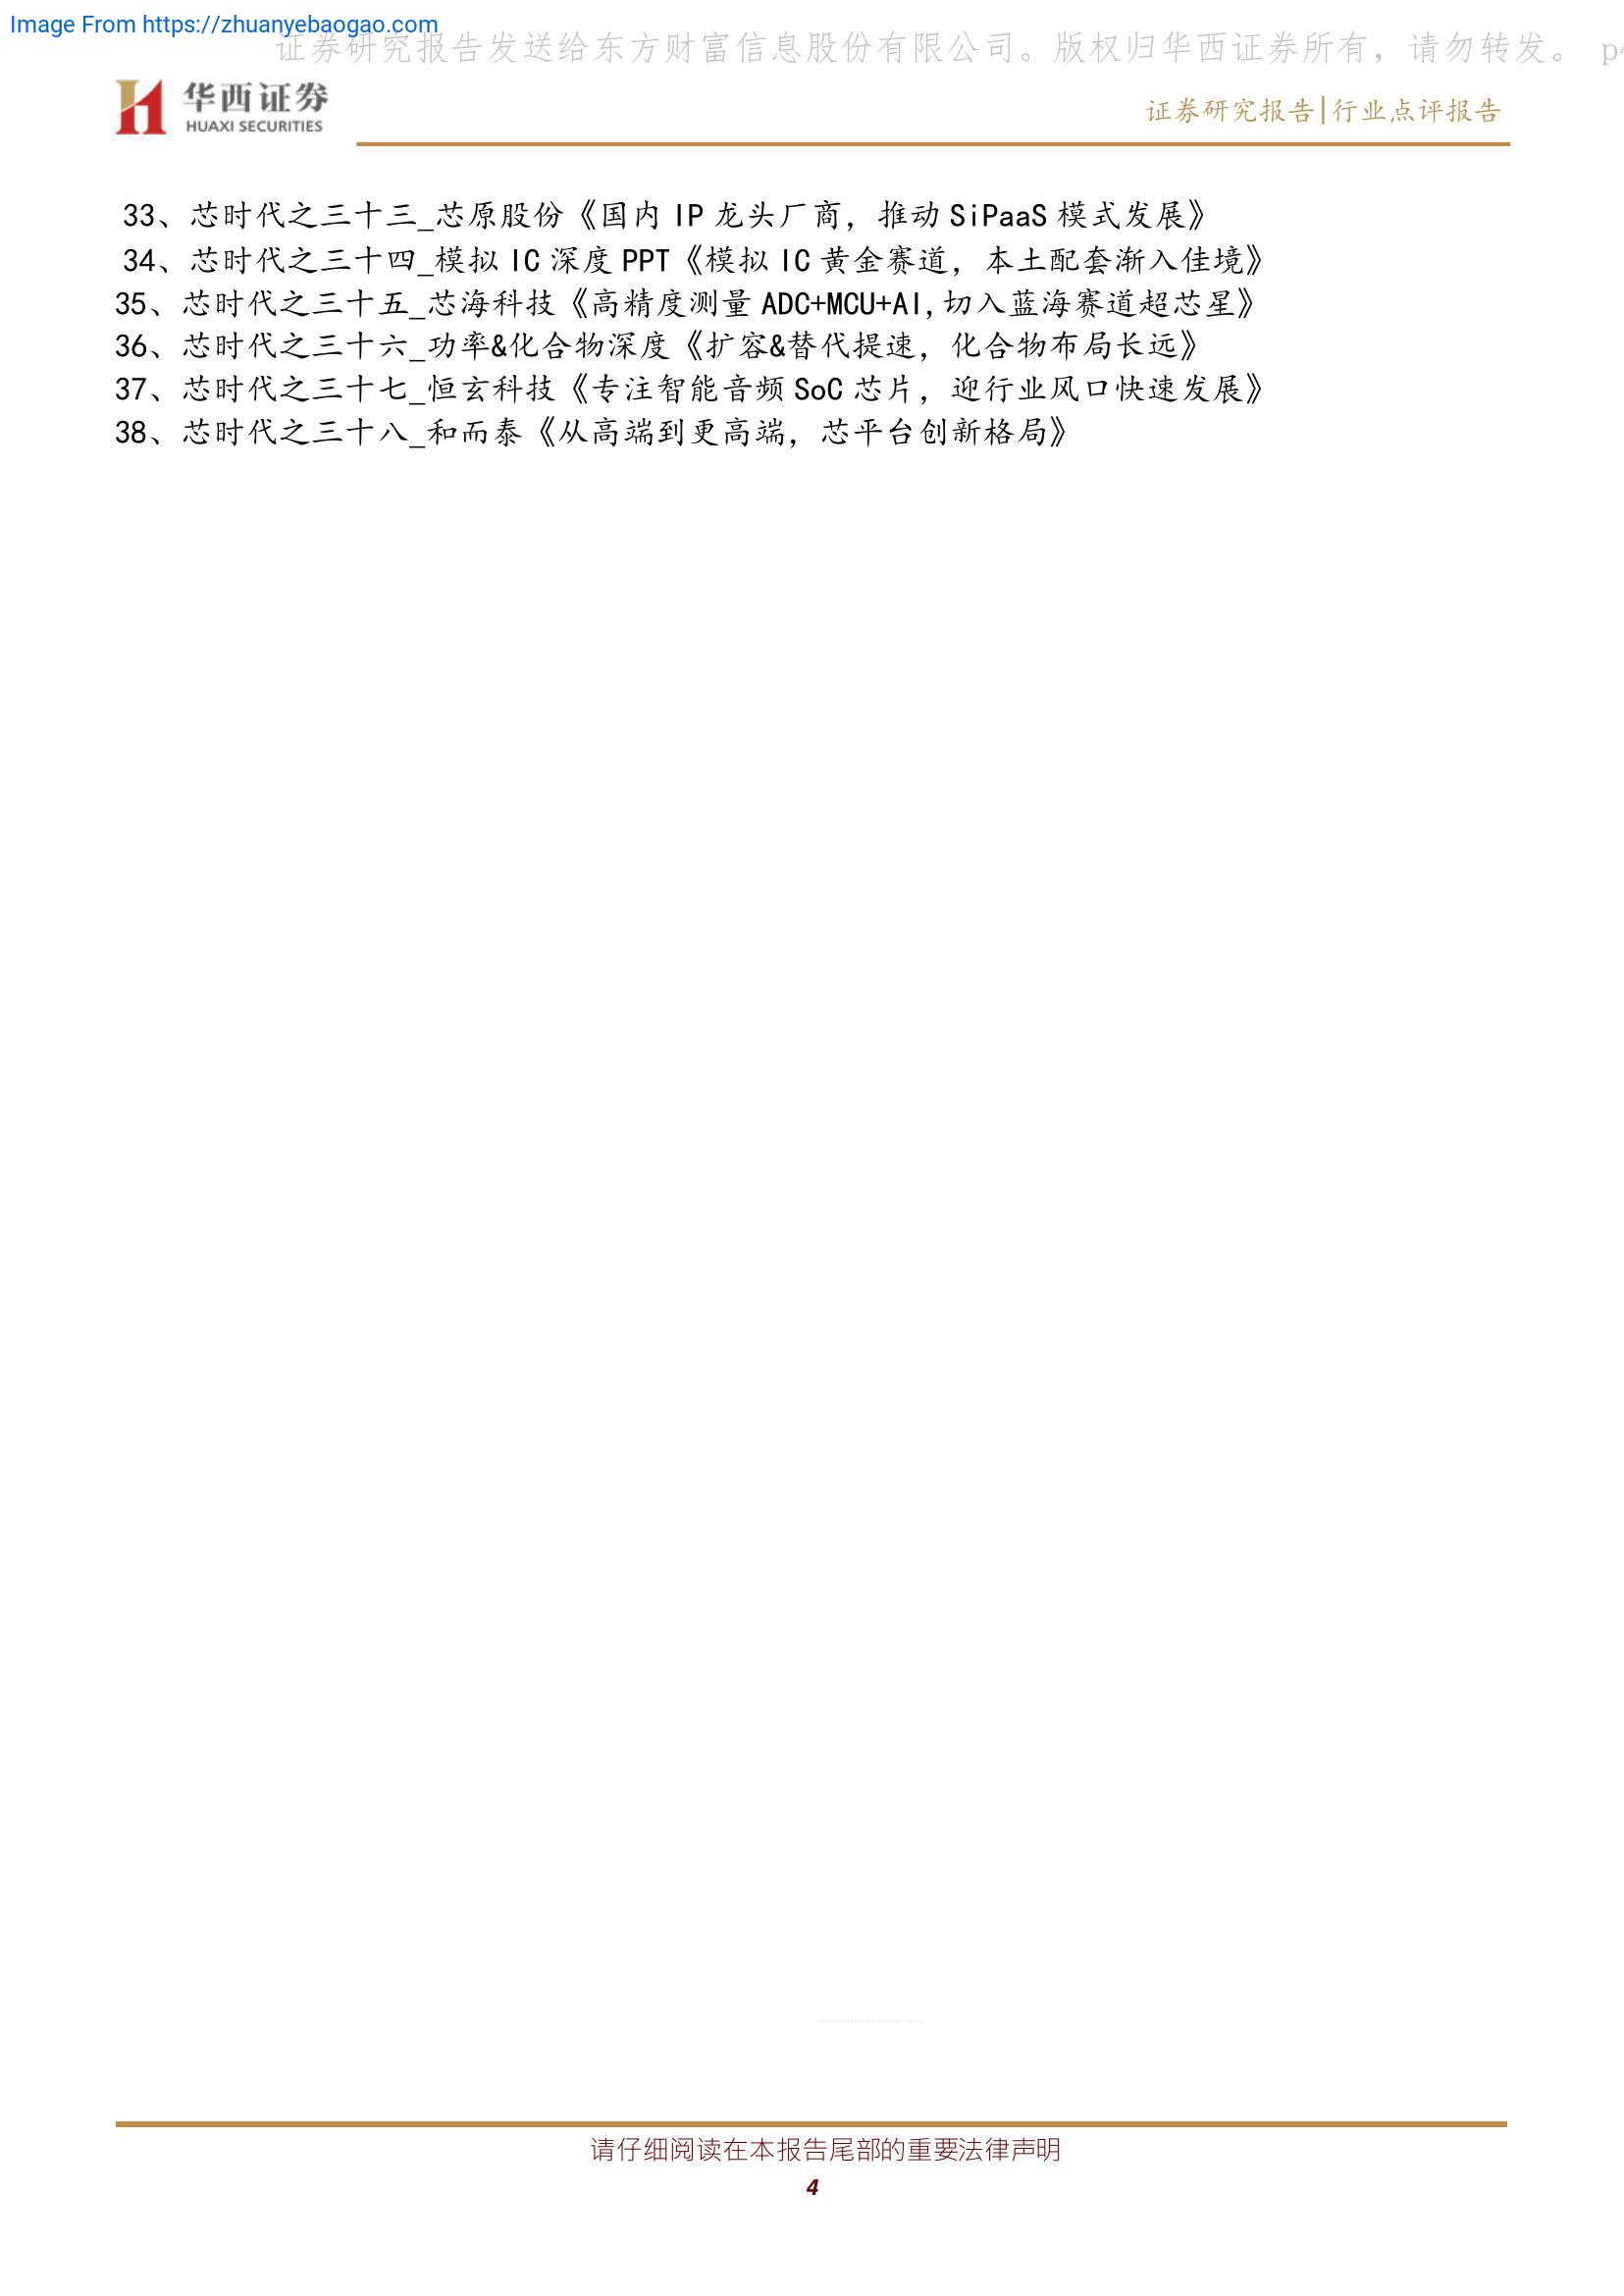 Image From https://zhuanyebaogao.com
证券研究报告发送给东方财富信息股份有限公司。版权归华西证券所有，请勿转发。 p4
华西证券
HUAXI SECURITIES
证券研究报告|行业点评报告
33、芯时代之三十三_芯原股份《国内 IP 龙头厂商，推动 SiPaaS 模式发展》
34、芯时代之三十四_模拟 IC 深度 PPT《模拟 IC 黄金赛道，本土配套渐入佳境》
35、芯时代之三十五_芯海科技《高精度测量 ADC+MCU+AI,切入蓝海赛道超芯星》
36、芯时代之三十六_功率&化合物深度《扩容&替代提速，化合物布局长远》
37、芯时代之三十七_恒玄科技《专注智能音频 SoC 芯片，迎行业风口快速发展》
38、芯时代之三十八_和而泰《从高端到更高端，芯平台创新格局》
请仔细阅读在本报告尾部的重要法律声明
4